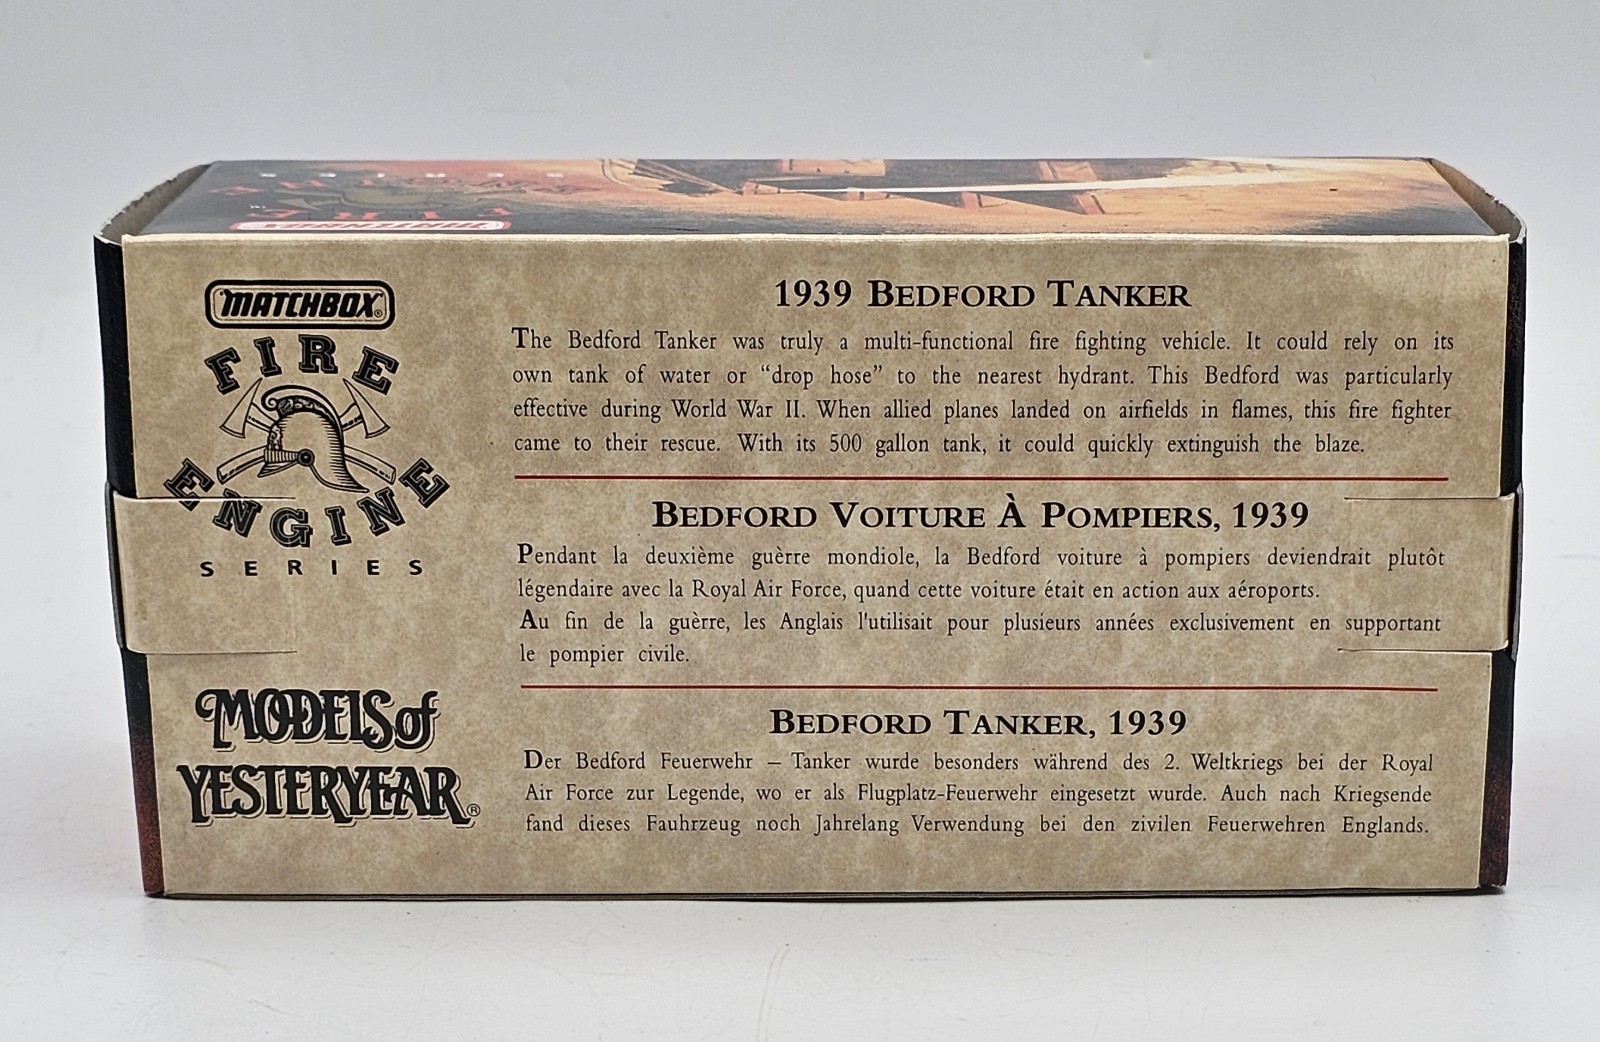 MATCHBOX®
FIRE
ENGINE
SERIES
MODELS of
YESTERYEAR®
1939 BEDFORD TANKER
The Bedford Tanker was truly a multi-functional fire fighting vehicle. It could rely on its
own tank of water or “drop hose” to the nearest hydrant. This Bedford was particularly
effective during World War II. When allied planes landed on airfields in flames, this fire fighter
came to their rescue. With its 500 gallon tank, it could quickly extinguish the blaze.
BEDFORD VOITURE À POMPIERS, 1939
Pendant la deuxième guèrre mondiole, la Bedford voiture à pompiers deviendrait plutôt
légendaire avec la Royal Air Force, quand cette voiture était en action aux aéroports.
Au fin de la guèrre, les Anglais l'utilisait pour plusieurs années exclusivement en supportant
le pompier civile.
BEDFORD TANKER, 1939
Der Bedford Feuerwehr – Tanker wurde besonders während des 2. Weltkriegs bei der Royal
Air Force zur Legende, wo er als Flugplatz-Feuerwehr eingesetzt wurde. Auch nach Kriegsende
fand dieses Fauhrzeug noch Jahrelang Verwendung bei den zivilen Feuerwehren Englands.
MATCHBOX
FIRE
ENGINE
SERIES